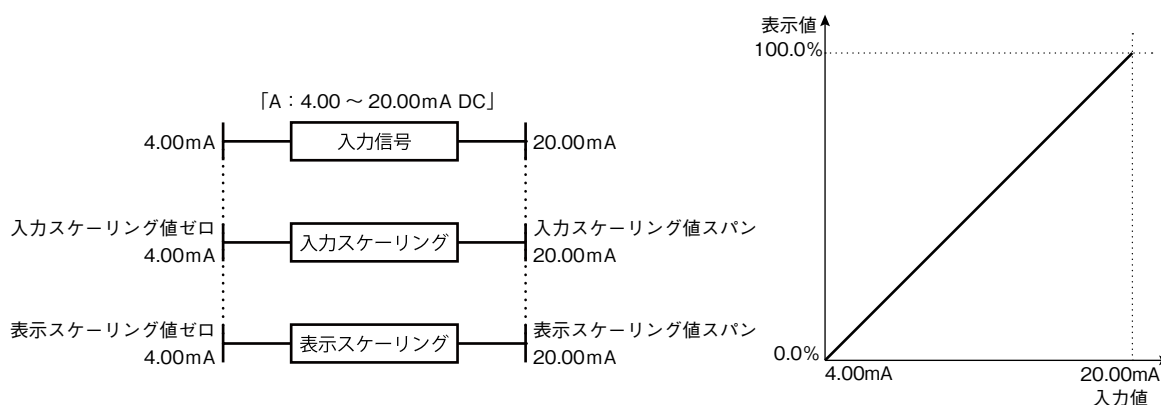 「A：4.00 ～ 20.00mA DC」
4.00mA
入力信号
20.00mA
入力スケーリング値ゼロ
4.00mA
入力スケーリング
入力スケーリング値スパン
20.00mA
表示スケーリング値ゼロ
4.00mA
表示スケーリング
表示スケーリング値スパン
20.00mA
表示値
100.0%
0.0%
4.00mA
20.00mA
入力値